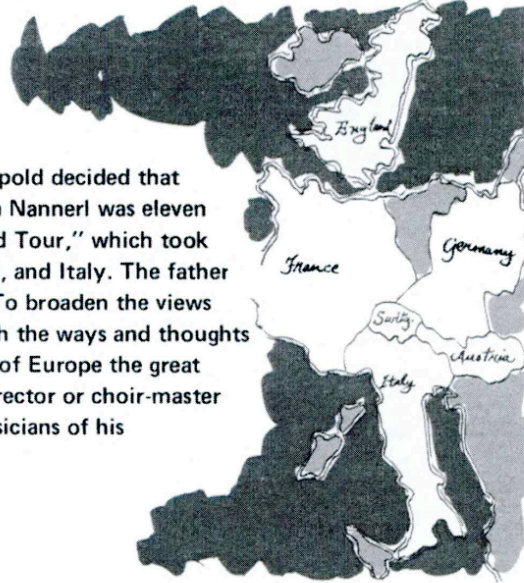 England
pold decided that
Nannerl was eleven
d Tour," which took
, and Italy. The father
To broaden the views
h the ways and thoughts
of Europe the great
rector or choir-master
sicians of his
France
Germany
Switz.
Austria
Italy